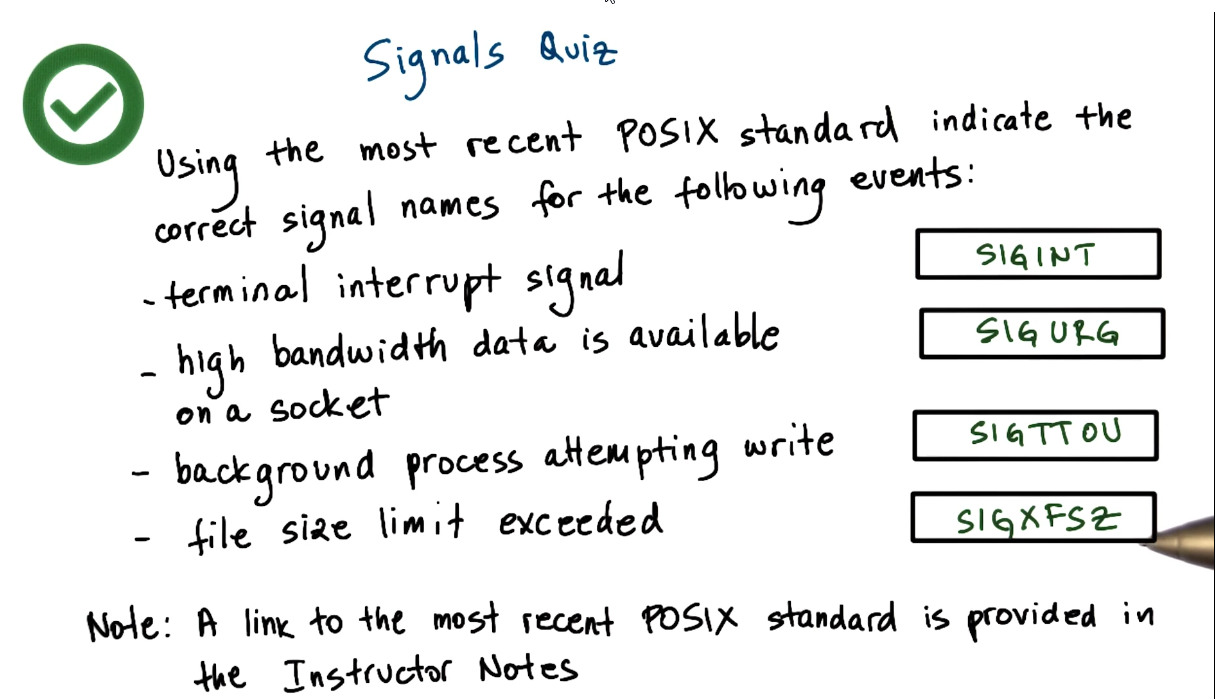 Signals Quiz
Using the most recent POSIX standard indicate the
correct signal names for the following events:
- terminal interrupt signal SIGINT
- high bandwidth data is available SIGURG
on a socket
- background process attempting write SIGTTOU
- file size limit exceeded SIGXFSZ
Note: A link to the most recent POSIX standard is provided in
the Instructor Notes